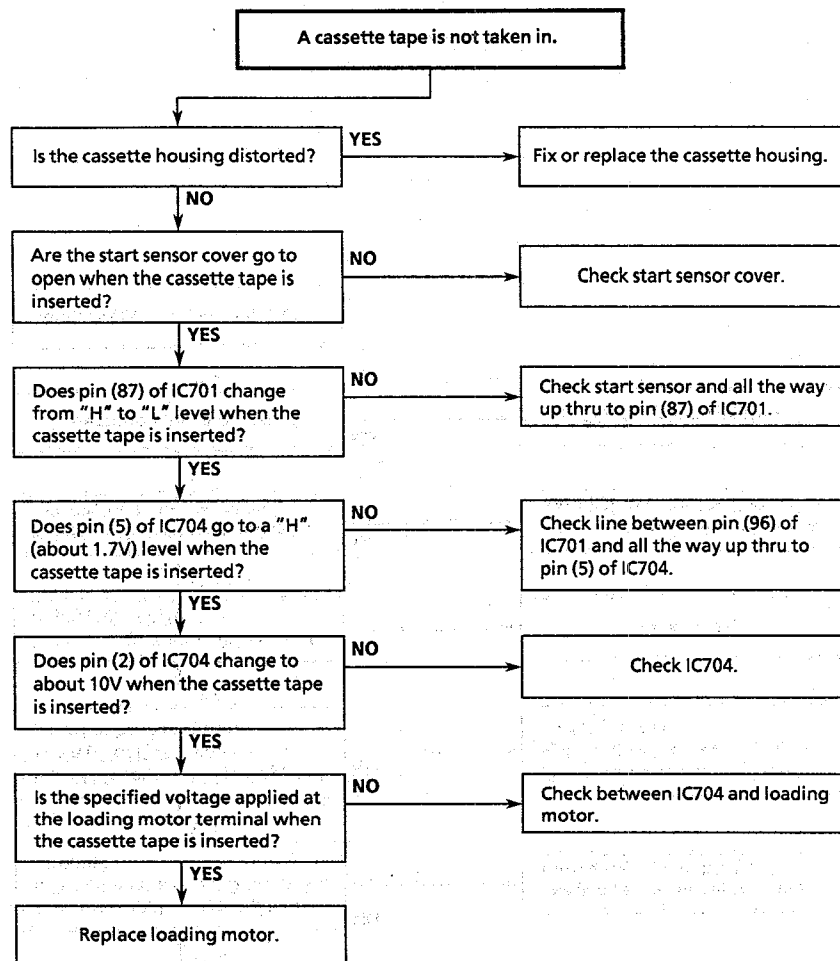 A cassette tape is not taken in.
Is the cassette housing distorted?
YES
Fix or replace the cassette housing.
NO
Are the start sensor cover go to
open when the cassette tape is
inserted?
NO
Check start sensor cover.
YES
Does pin (87) of IC701 change
from "H" to "L" level when the
cassette tape is inserted?
NO
Check start sensor and all the way
up thru to pin (87) of IC701.
YES
Does pin (5) of IC704 go to a "H"
(about 1.7V) level when the
cassette tape is inserted?
NO
Check line between pin (96) of
IC701 and all the way up thru to
pin (5) of IC704.
YES
Does pin (2) of IC704 change to
about 10V when the cassette tape
is inserted?
NO
Check IC704.
YES
Is the specified voltage applied at
the loading motor terminal when
the cassette tape is inserted?
NO
Check between IC704 and loading
motor.
YES
Replace loading motor.